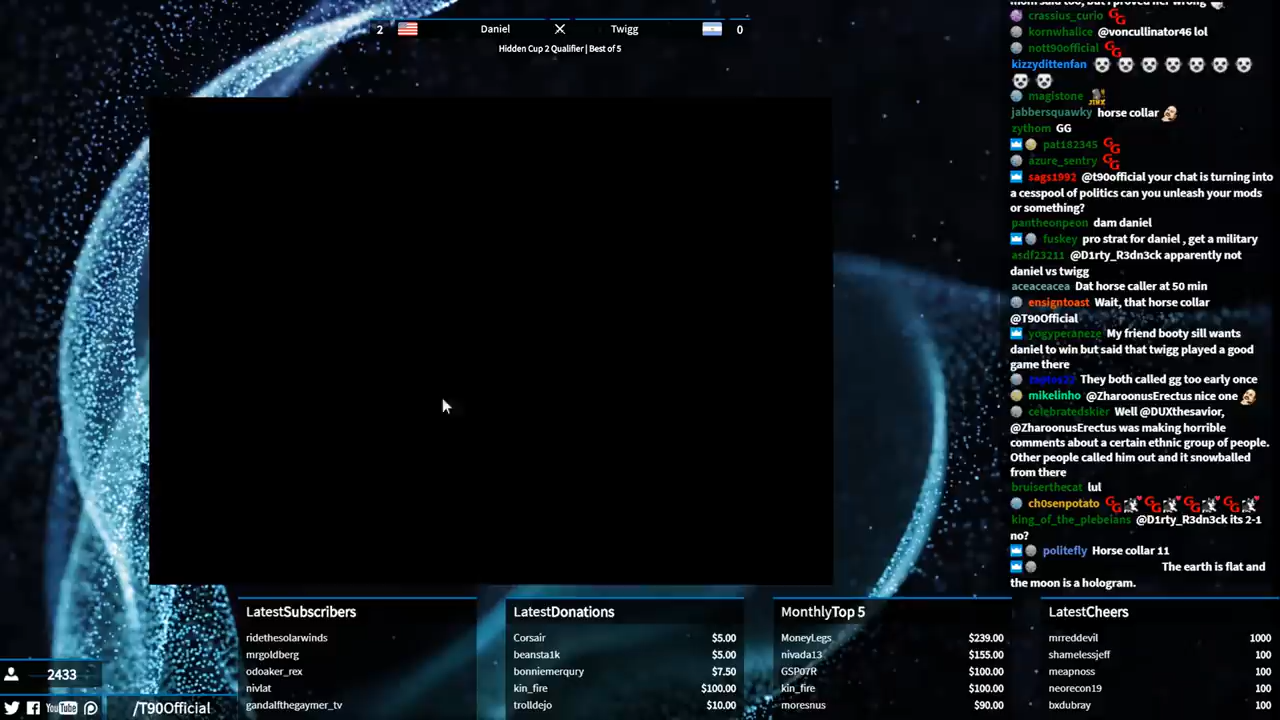 2 Daniel Twigg 0
Hidden Cup 2 Qualifier | Best of 5
crassius_curio
kornwhalice @voncullinator46 lol
nott90official
kizzydittenfan
magistone
jabbersquawky horse collar
zythom GG
pat182345
azure_sentry
sags1992 @t90official your chat is turning into
a cesspool of politics can you unleash your mods
or something?
pantheonpeon dam daniel
fuskey pro strat for daniel , get a military
asdf23211 @D1rty_R3dn3ck apparently not
daniel vs twigg
aceaceacea Dat horse caller at 50 min
ensigntoast Wait, that horse collar
@T90Official
yogyperaneze My friend booty sill wants
daniel to win but said that twigg played a good
game there
They both called gg too early once
mikelinho @ZharoonusErectus nice one
celebratedskier Well @DUXthesavior,
@ZharoonusErectus was making horrible
comments about a certain ethnic group of people.
Other people called him out and it snowballed
from there
bruiserthecat lul
ch0senpotato
king_of_the_plebeians @D1rty_R3dn3ck its 2-1
no?
politefly Horse collar 11
The earth is flat and
the moon is a hologram.
LatestSubscribers
ridethesolarwinds
mrgoldberg
odoaker_rex
nivlat
gandalfthegaymer_tv
LatestDonations
Corsair $5.00
beansta1k $5.00
bonniemerqury $7.50
kin_fire $100.00
trolldejo $10.00
MonthlyTop 5
MoneyLegs $239.00
nivada13 $155.00
GSP07R $100.00
kin_fire $100.00
moresnus $90.00
LatestCheers
mrreddevil 1000
shamelessjeff 100
meapnoss 100
neorecon19 100
bxdubray 100
2433
You Tube /T90Official